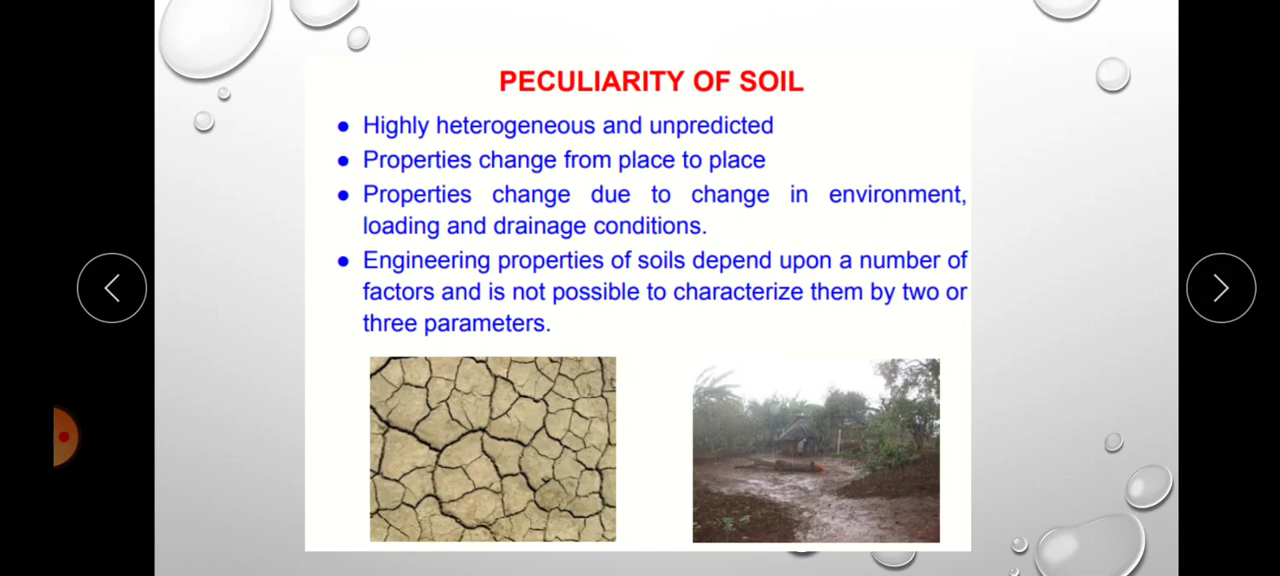 PECULIARITY OF SOIL
● Highly heterogeneous and unpredicted
● Properties change from place to place
● Properties change due to change in environment,
loading and drainage conditions.
● Engineering properties of soils depend upon a number of
factors and is not possible to characterize them by two or
three parameters.